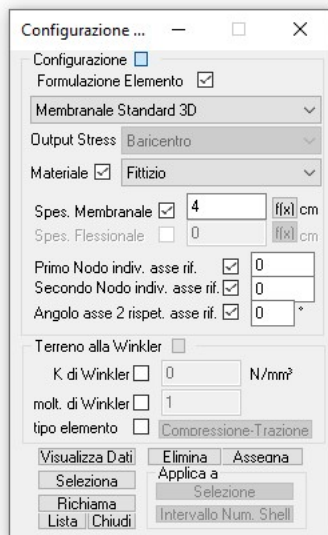 Configurazione ...
Configurazione
Formulazione Elemento
Membranale Standard 3D
Output Stress Baricentro
Materiale Fittizio
Spes. Membranale 4 f(x) cm
Spes. Flessionale 0 f(x) cm
Primo Nodo indiv. asse rif. 0
Secondo Nodo indiv. asse rif. 0
Angolo asse 2 rispet. asse rif. 0 °
Terreno alla Winkler
K di Winkler 0 N/mm³
molt. di Winkler 1
tipo elemento Compressione-Trazione
Visualizza Dati Elimina Assegna
Seleziona Applica a
Richiama Selezione
Lista Chiudi Intervallo Num. Shell